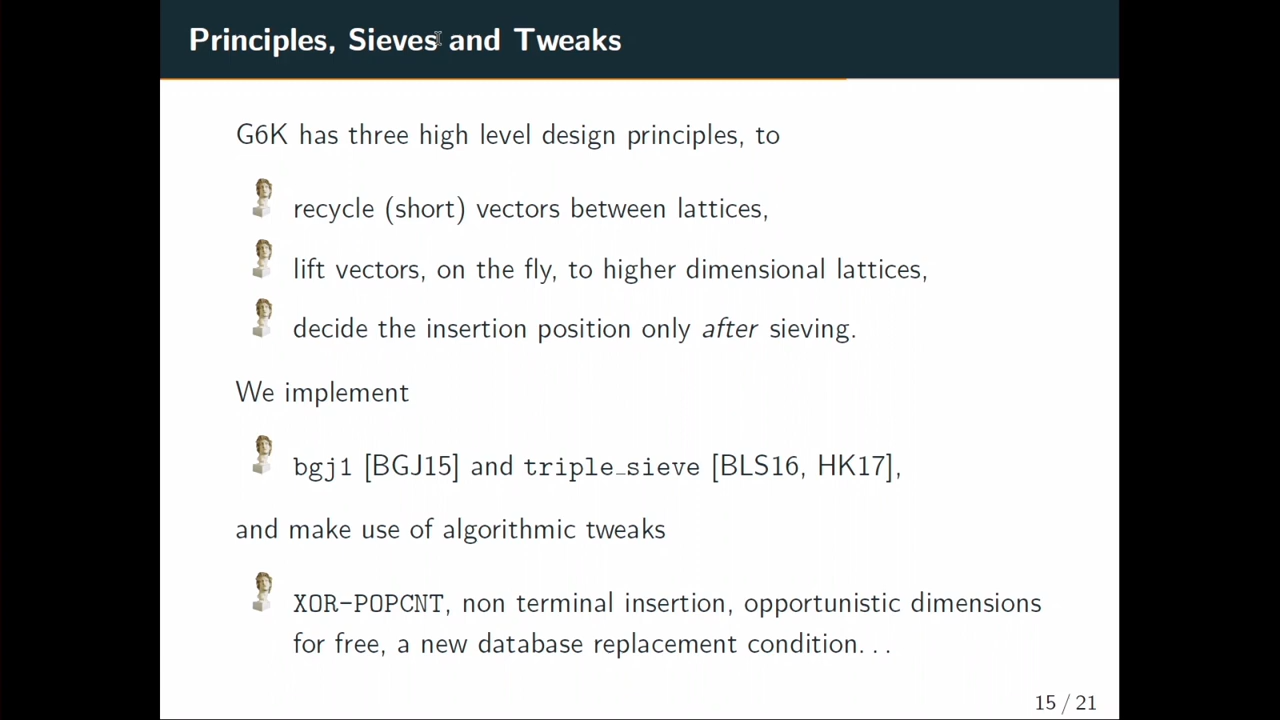 Principles, Sieves and Tweaks
G6K has three high level design principles, to
recycle (short) vectors between lattices,
lift vectors, on the fly, to higher dimensional lattices,
decide the insertion position only after sieving.
We implement
bgj1 [BGJ15] and triple_sieve [BLS16, HK17],
and make use of algorithmic tweaks
XOR-POPCNT, non terminal insertion, opportunistic dimensions
for free, a new database replacement condition...
15 / 21